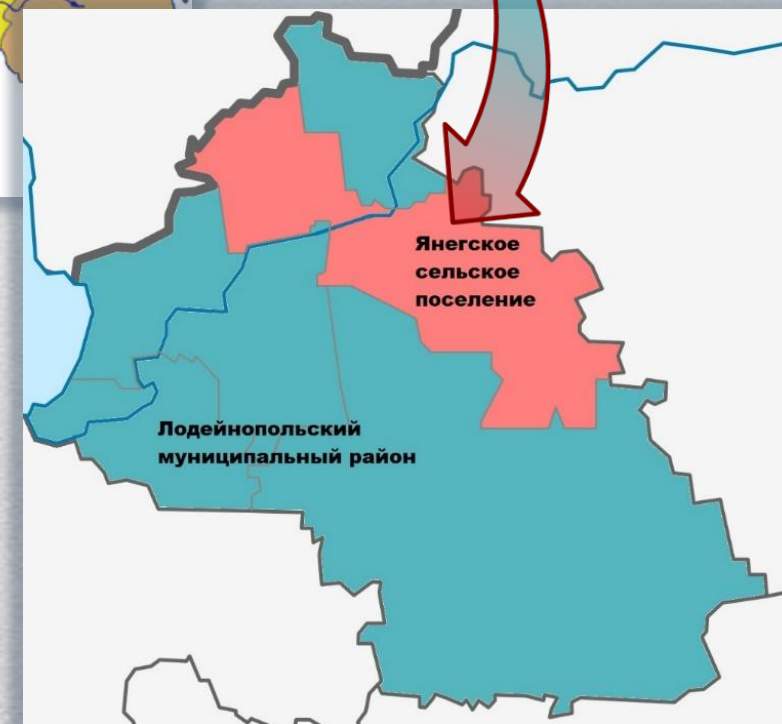 Янегское
сельское
поселение
Лодейнопольский
муниципальный район